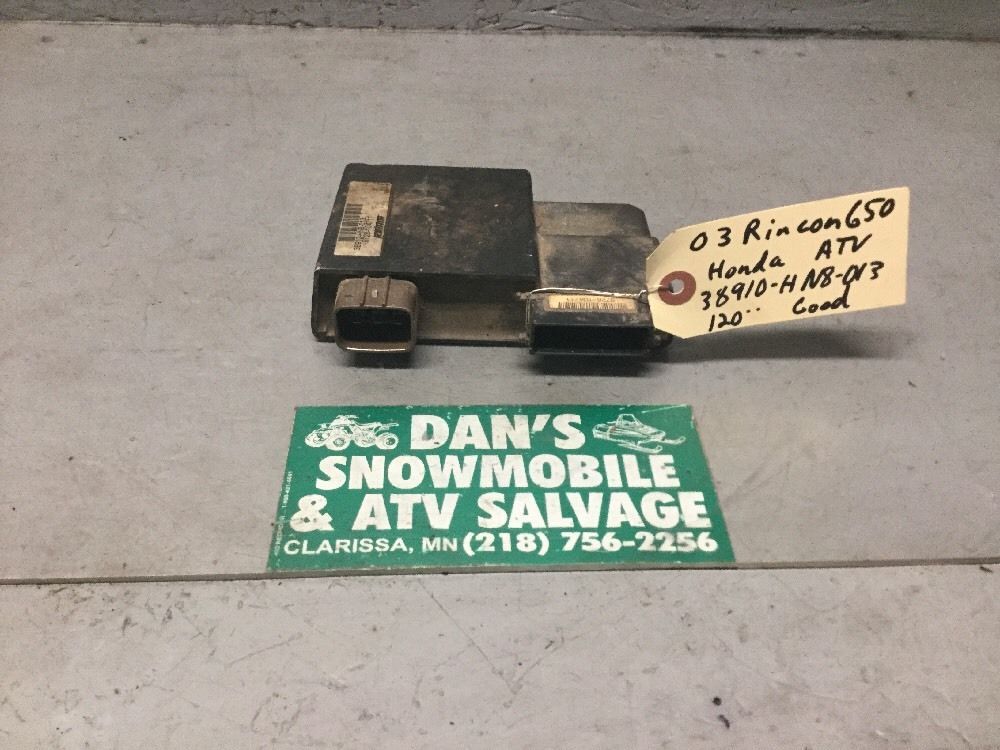 03 Rincon 650
Honda ATV
38910-HN8-013
120.. Good
DAN'S
SNOWMOBILE
& ATV SALVAGE
CLARISSA, MN (218) 756-2256